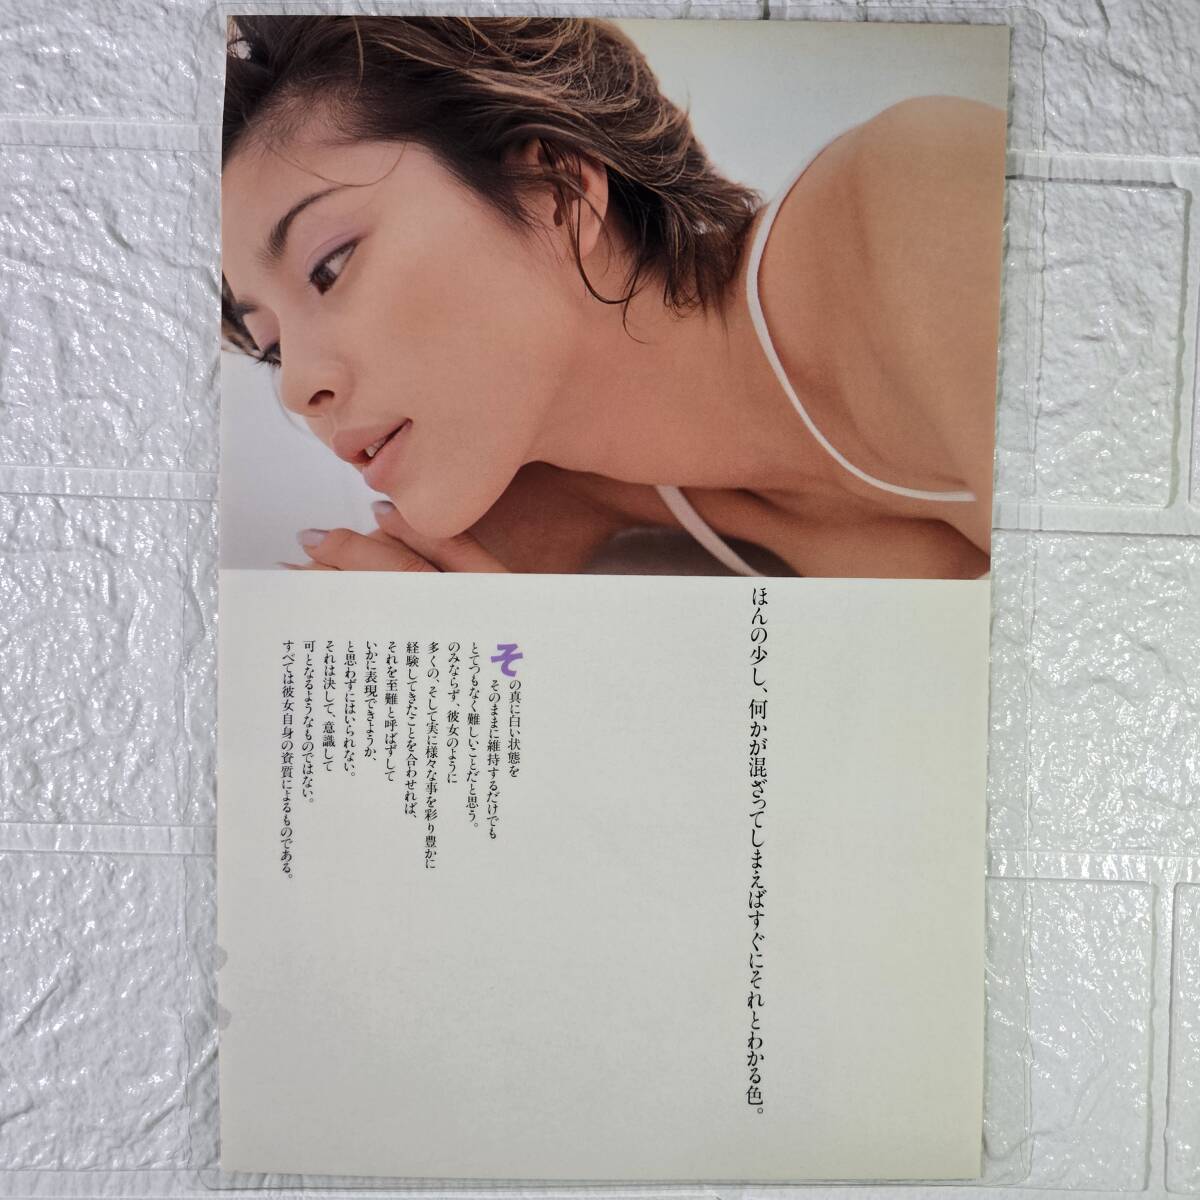 ほんの少し、何かが混ざってしまえばすぐにそれとわかる色。
その真に白い状態を
そのままに維持するだけでも
とてつもなく難しいことだと思う。
のみならず、彼女のように
多くの、そして実に様々な事を彩り豊かに
経験してきたことを合わせれば、
それを至難と呼ばずして
いかに表現できようか、
と思わずにはいられない。
それは決して、意識して
可となるようなものではない。
すべては彼女自身の資質によるものである。